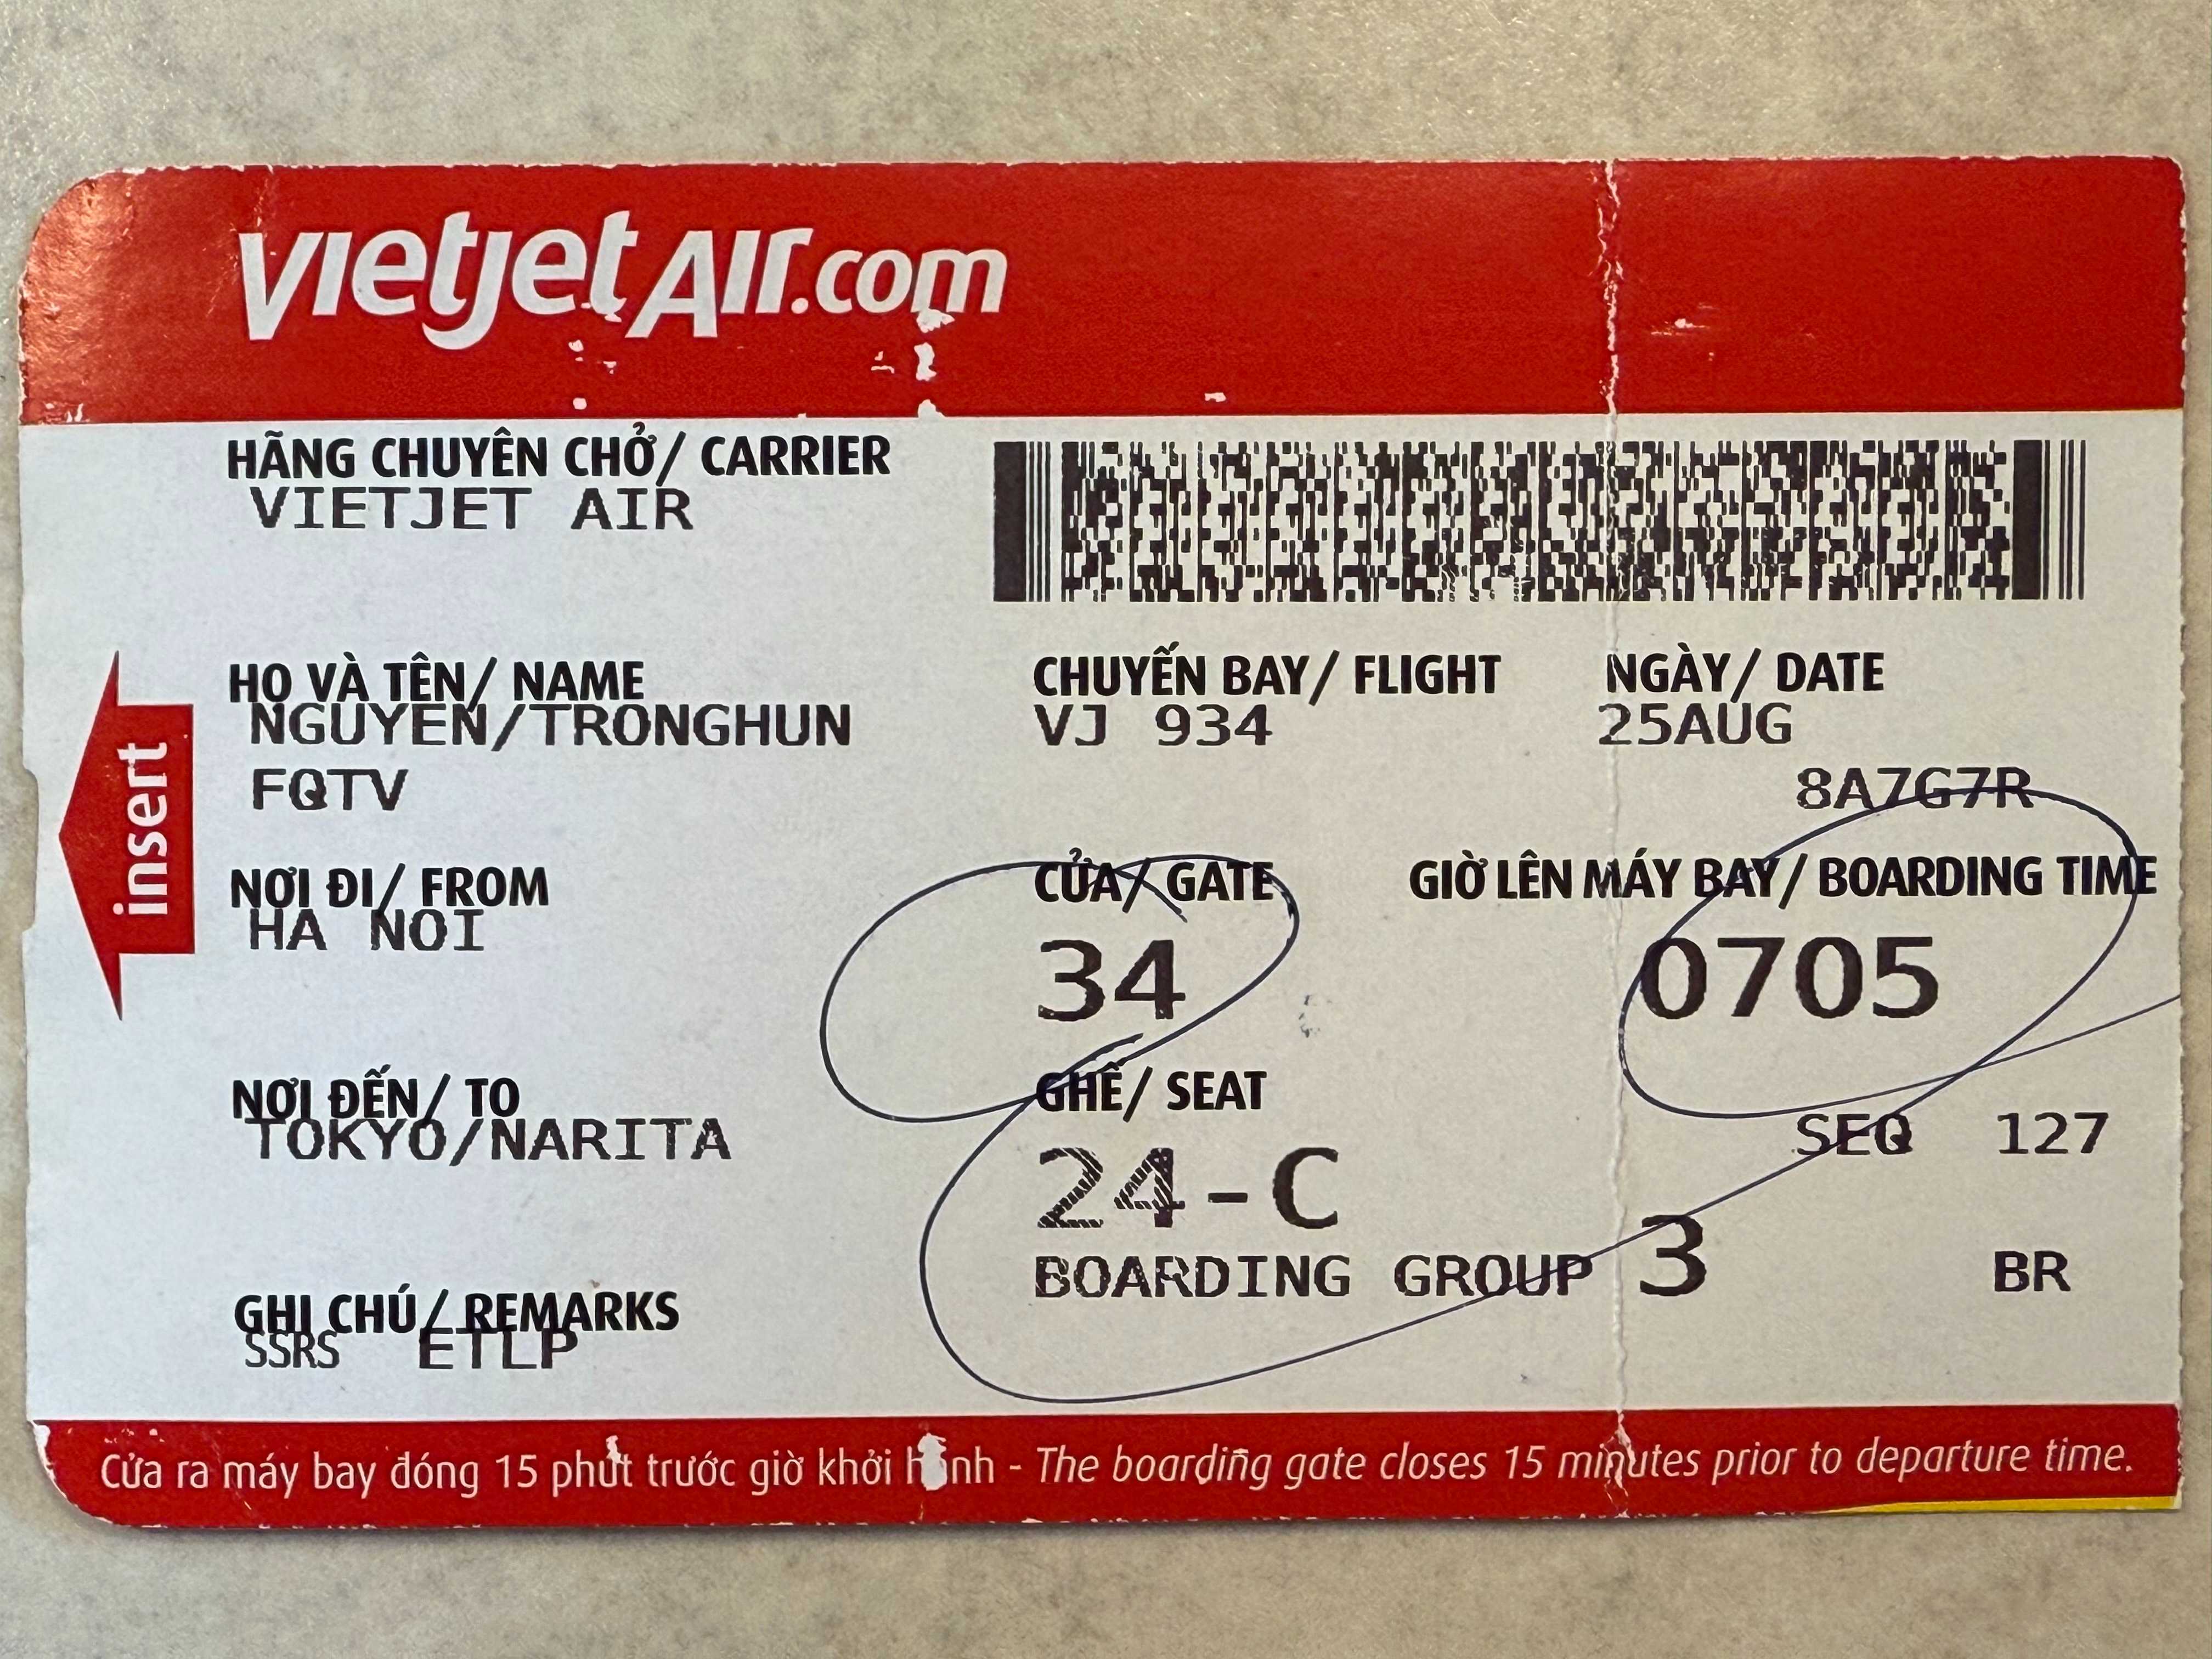 vietjetAir.com
HÃNG CHUYÊN CHỞ/ CARRIER
VIETJET AIR
HỌ VÀ TÊN/ NAME
NGUYEN/TRONGHUN
CHUYẾN BAY/ FLIGHT
VJ 934
NGÀY/ DATE
25AUG
FQTV
8A7G7R
insert
NƠI ĐI/ FROM
HA NOI
CỬA/ GATE
34
GIỜ LÊN MÁY BAY/ BOARDING TIME
0705
NƠI ĐẾN/ TO
TOKYO/NARITA
GHẾ/ SEAT
24-C
SEQ 127
BOARDING GROUP 3
BR
GHI CHÚ/ REMARKS
SSRS ETLP
Cửa ra máy bay đóng 15 phút trước giờ khởi hành - The boarding gate closes 15 minutes prior to departure time.